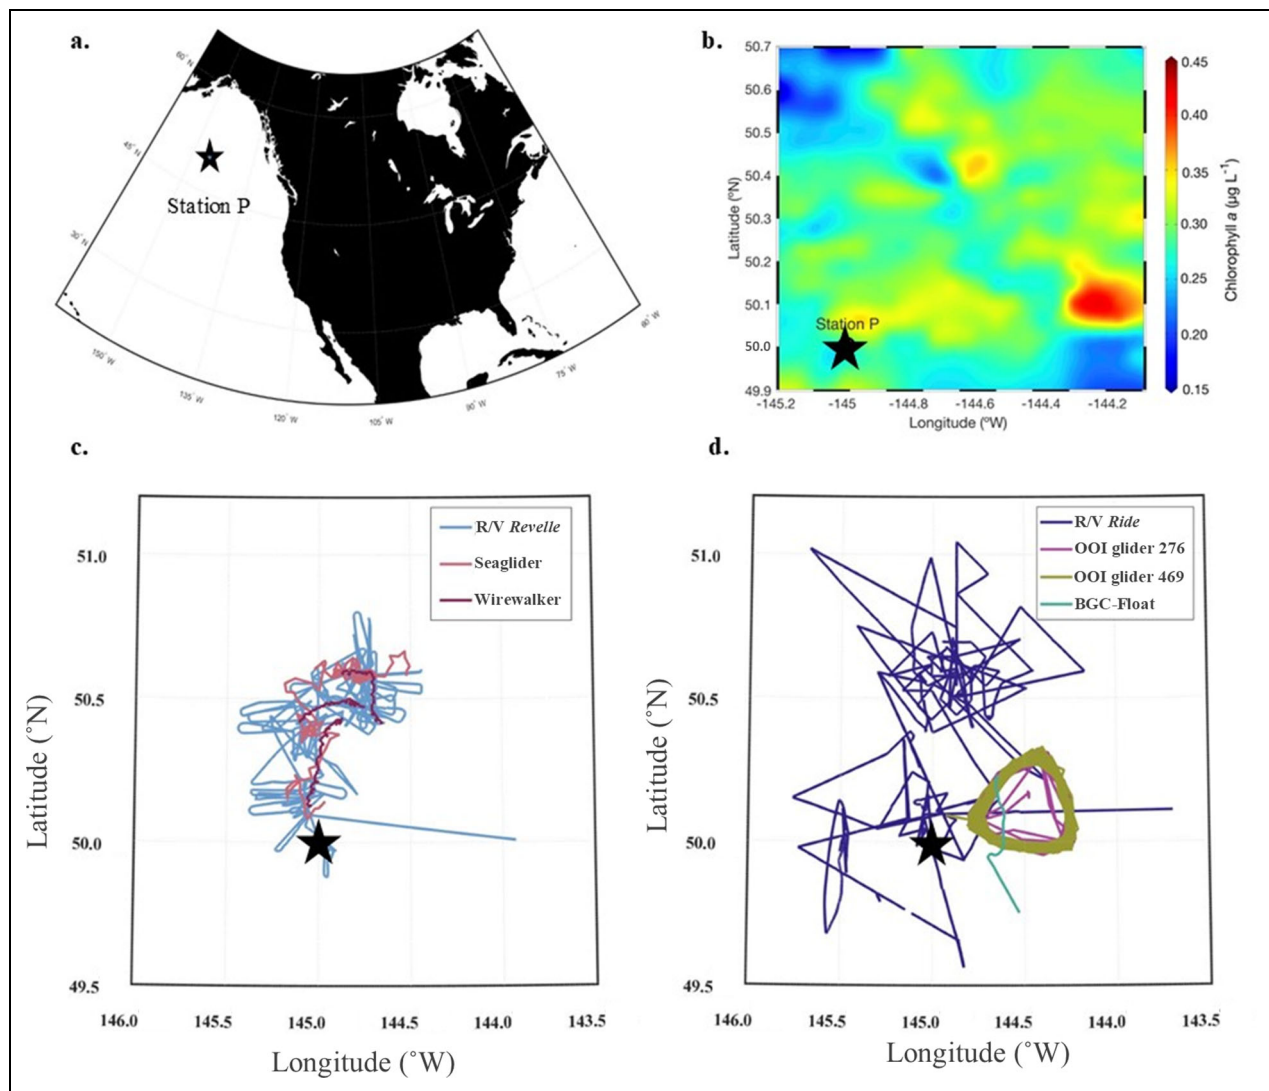 a.
60° N
45° N
30° N
Station P
150° W
135° W
120° W
105° W
90° W
75° W
60° W
b.
50.7
50.6
50.5
50.4
50.3
50.2
50.1
50.0
49.9
Latitude (°N)
Station P
-145.2 -145 -144.8 -144.6 -144.4 -144.2
Longitude (°W)
0.45
0.40
0.35
0.30
0.25
0.20
0.15
Chlorophyll a (µg L⁻¹)
c.
R/V Revelle
Seaglider
Wirewalker
51.0
50.5
50.0
49.5
Latitude (˚N)
146.0 145.5 145.0 144.5 144.0 143.5
Longitude (˚W)
d.
R/V Ride
OOI glider 276
OOI glider 469
BGC-Float
51.0
50.5
50.0
49.5
Latitude (˚N)
146.0 145.5 145.0 144.5 144.0 143.5
Longitude (˚W)